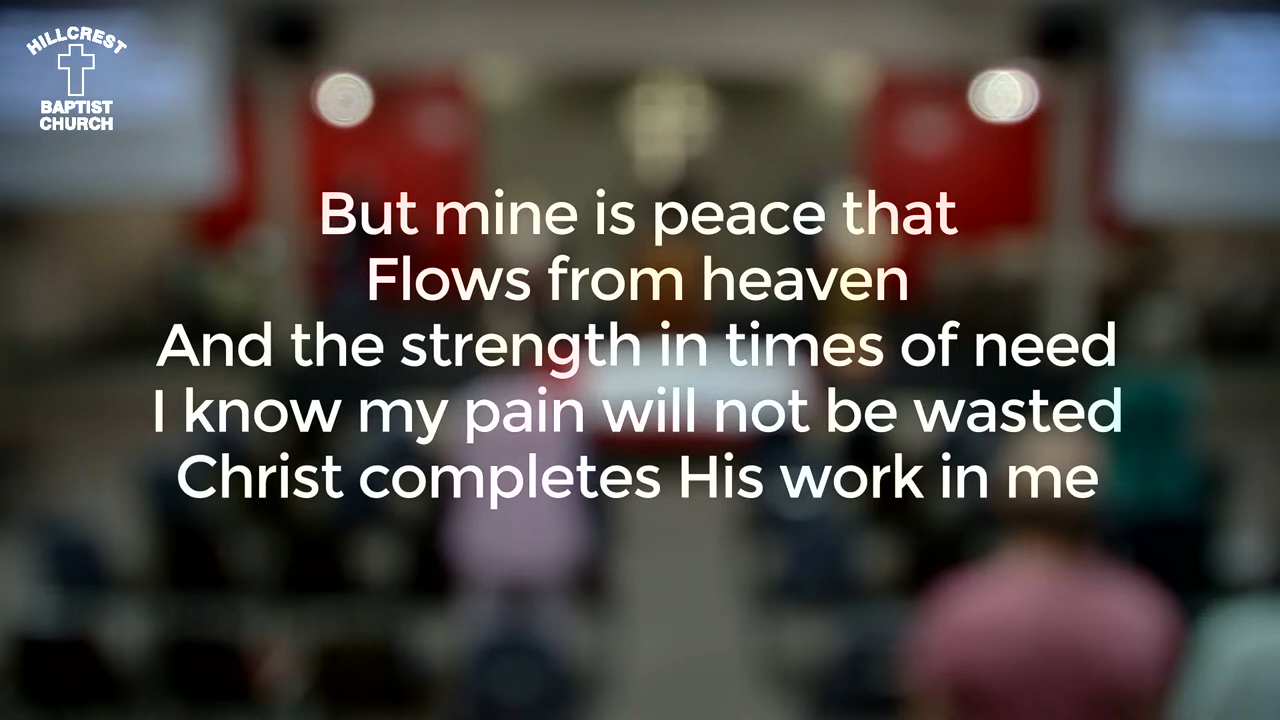 HILLCREST
BAPTIST
CHURCH
But mine is peace that
Flows from heaven
And the strength in times of need
I know my pain will not be wasted
Christ completes His work in me